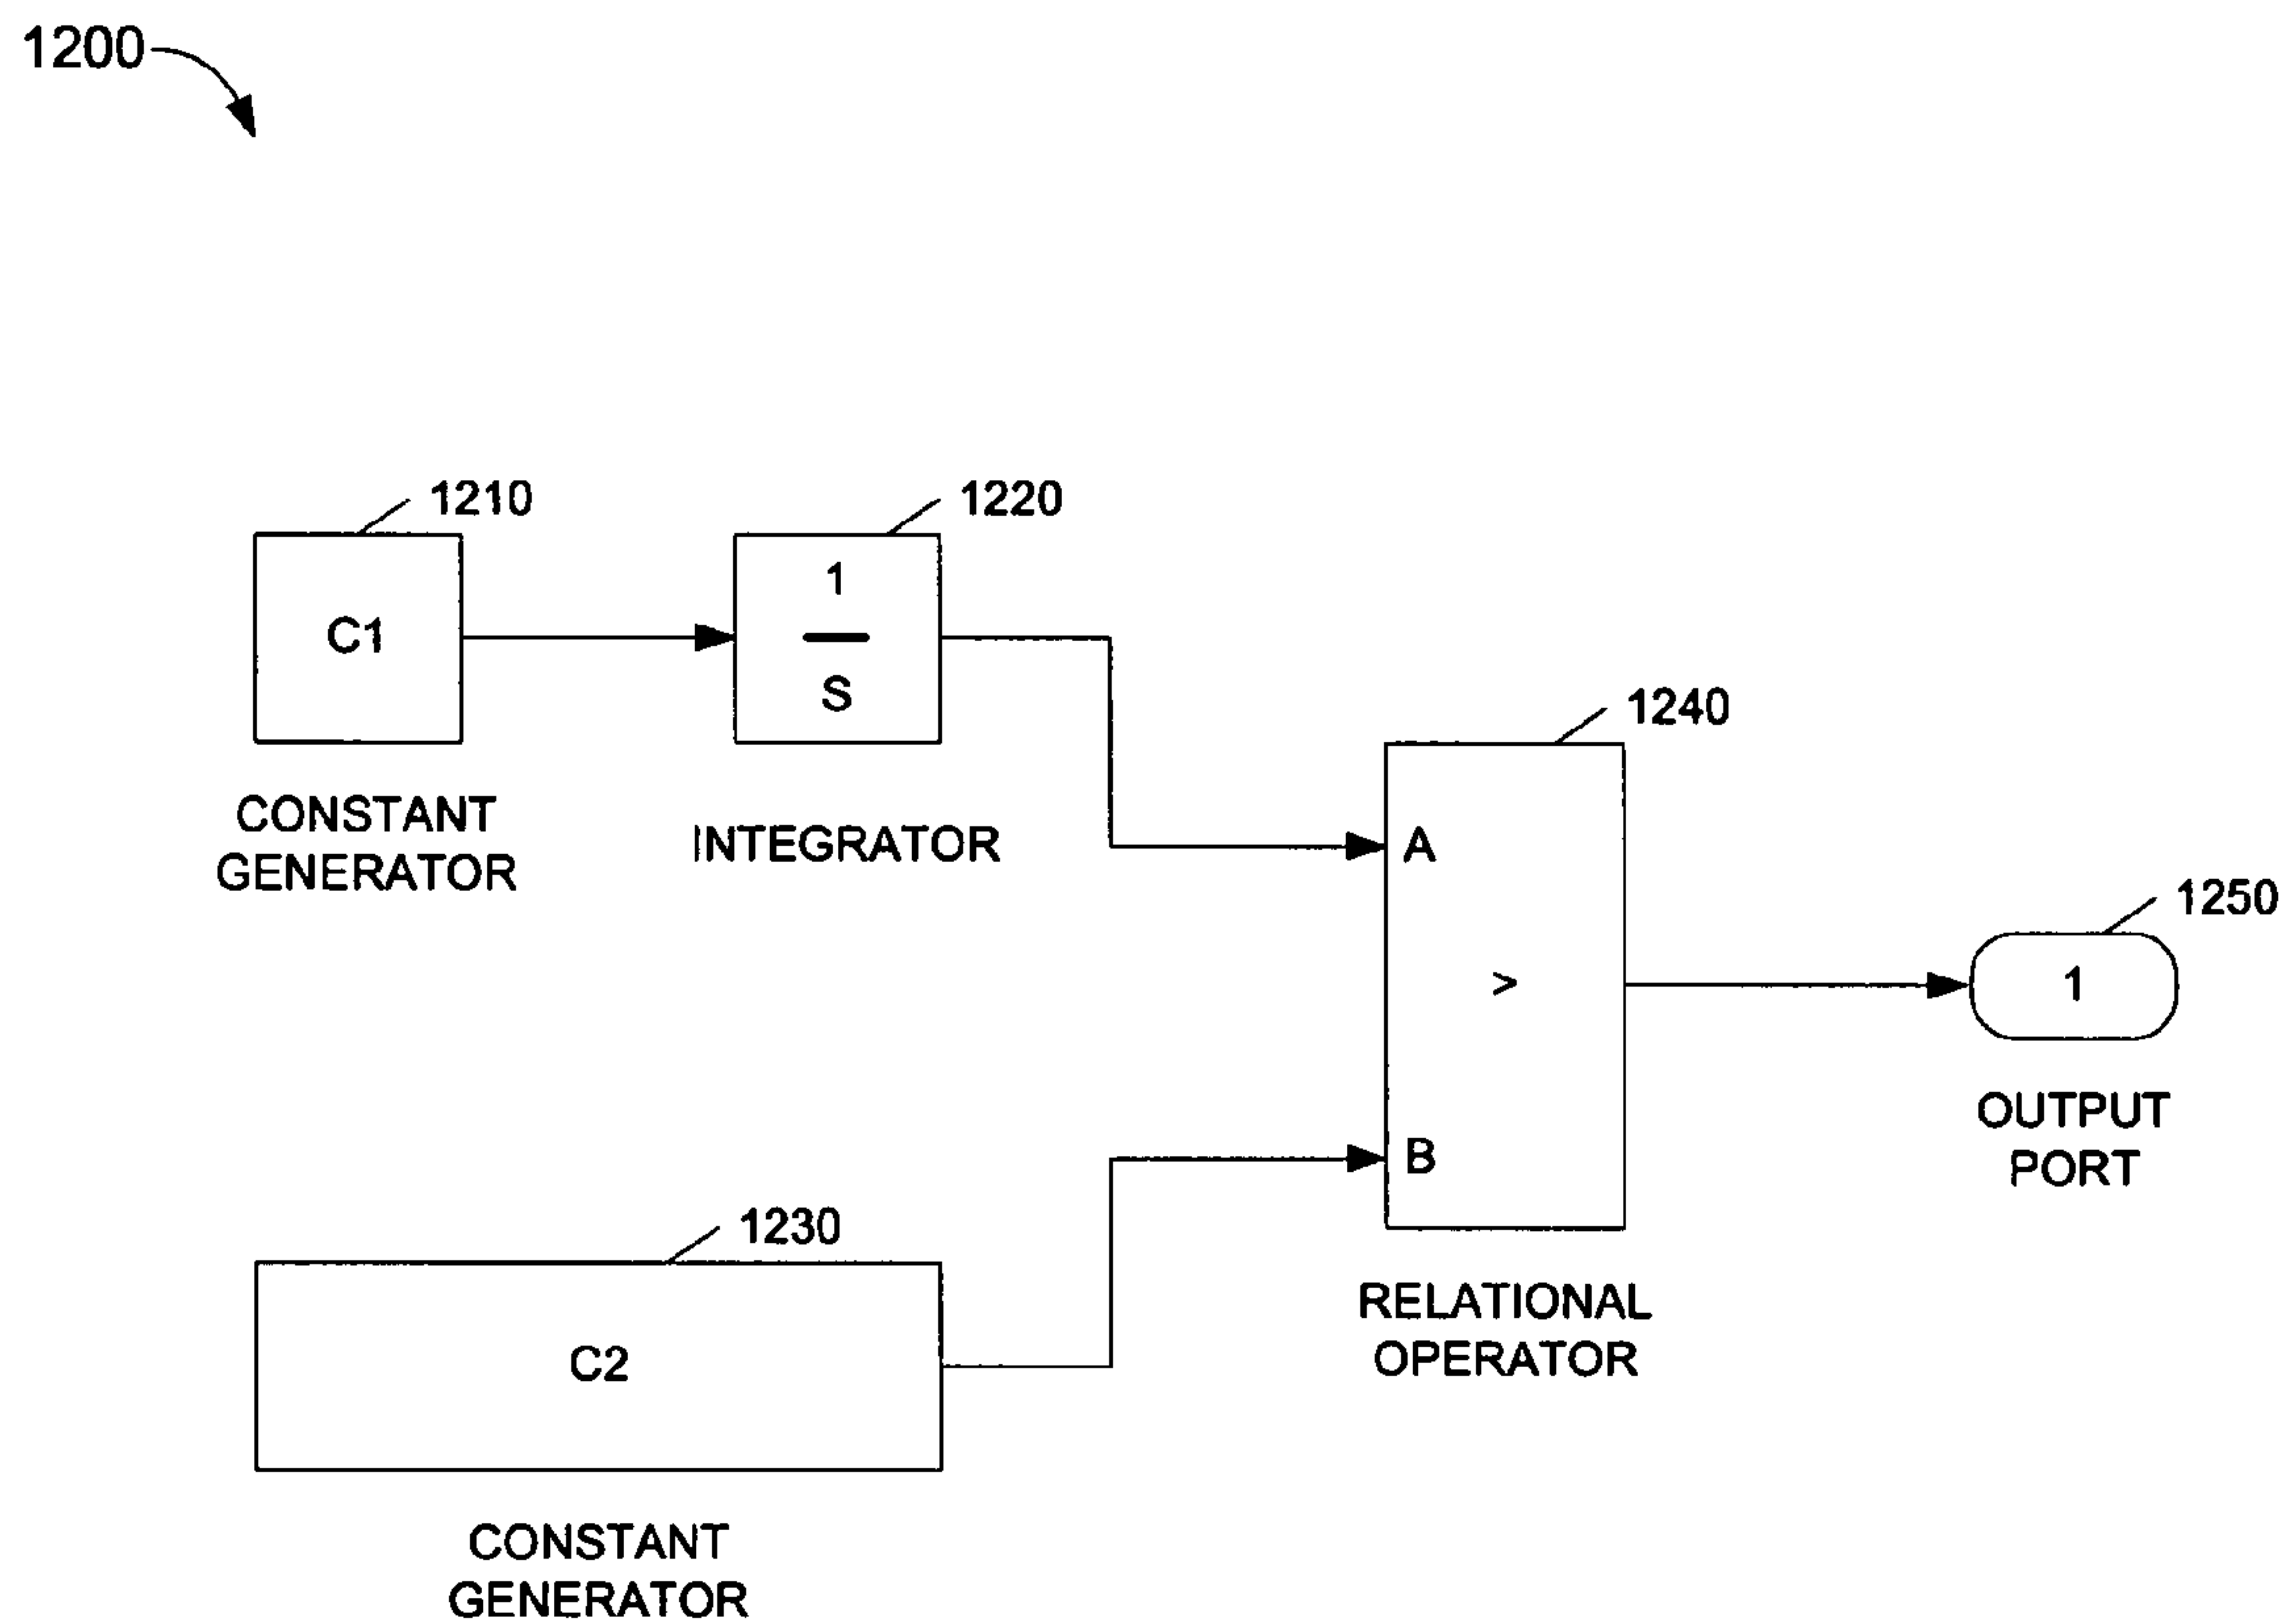 1200
1210
1220
C1
1
S
CONSTANT
GENERATOR
INTEGRATOR
1240
A
>
B
RELATIONAL
OPERATOR
1250
1
OUTPUT
PORT
1230
C2
CONSTANT
GENERATOR